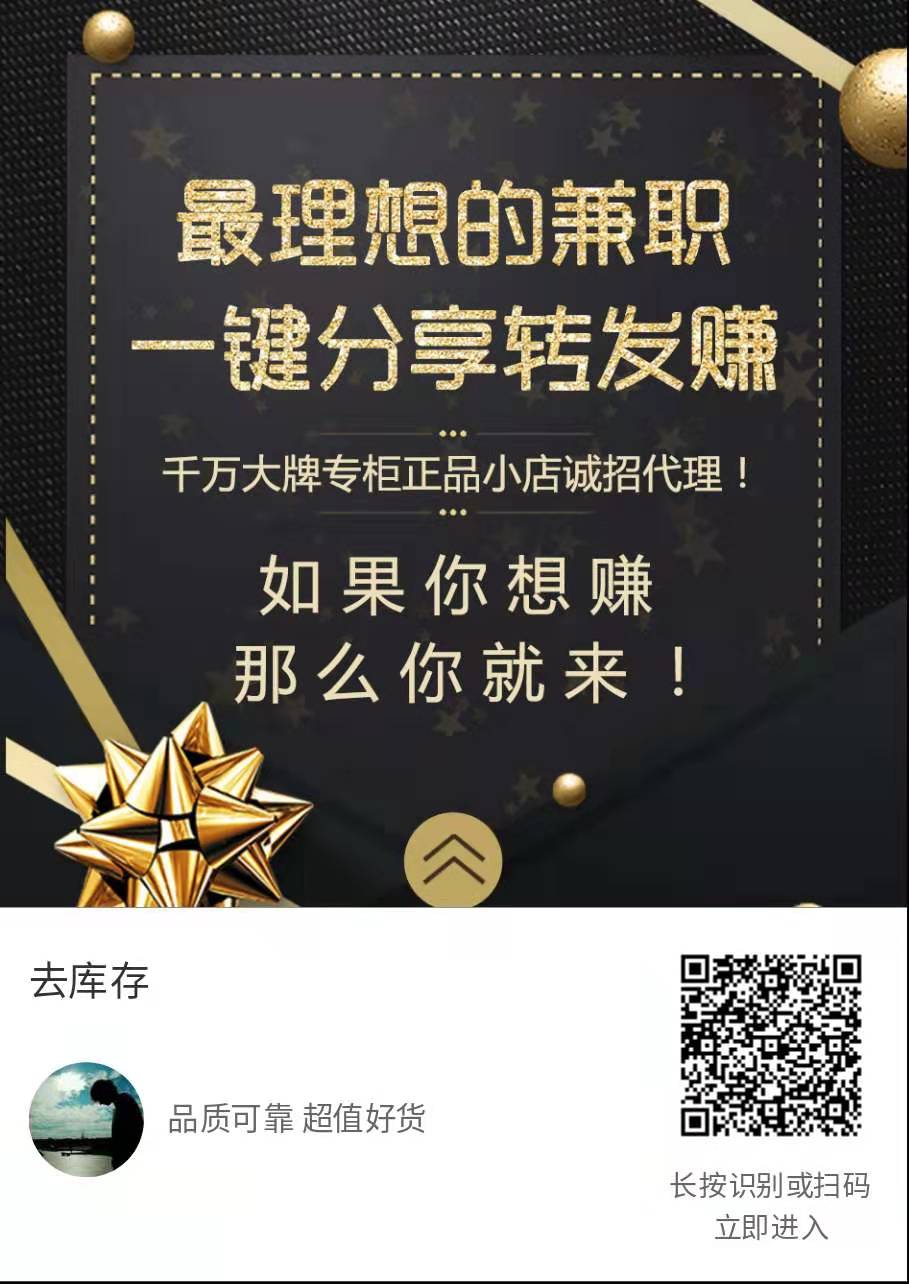 最理想的兼职
一键分享转发赚
千万大牌专柜正品小店诚招代理！
如果你想赚
那么你就来！
去库存
品质可靠 超值好货
长按识别或扫码
立即进入